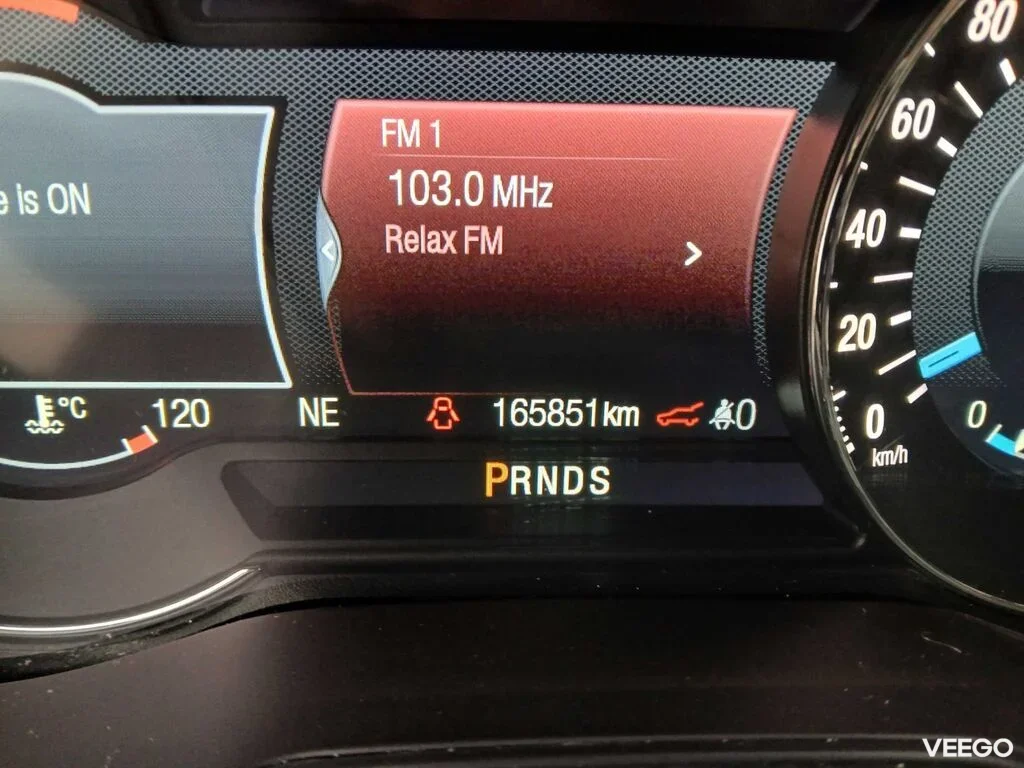 80
FM 1
60
103.0 MHz
e is ON
Relax FM
40
20
°C
120
NE
165851km
0
0
0
km/h
PRNDS
VEEGO